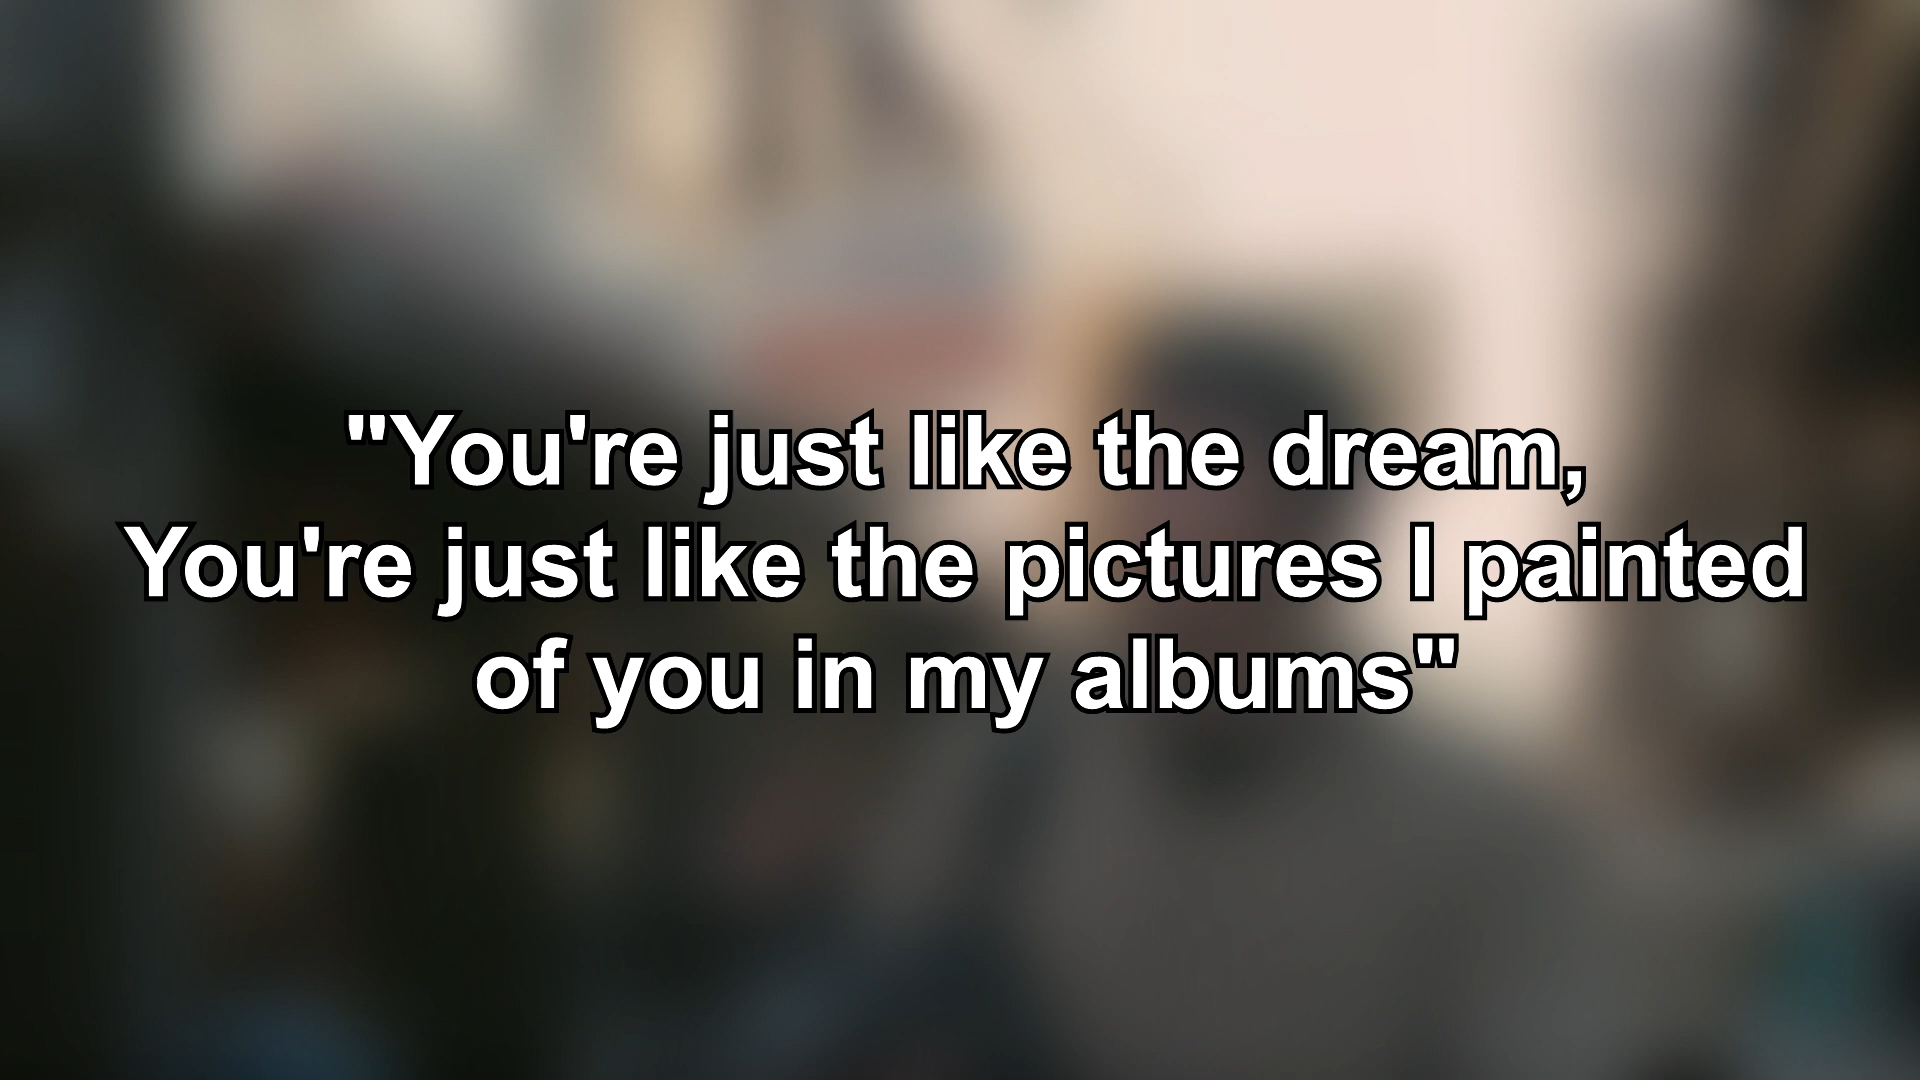 "You're just like the dream,
You're just like the pictures I painted
of you in my albums"